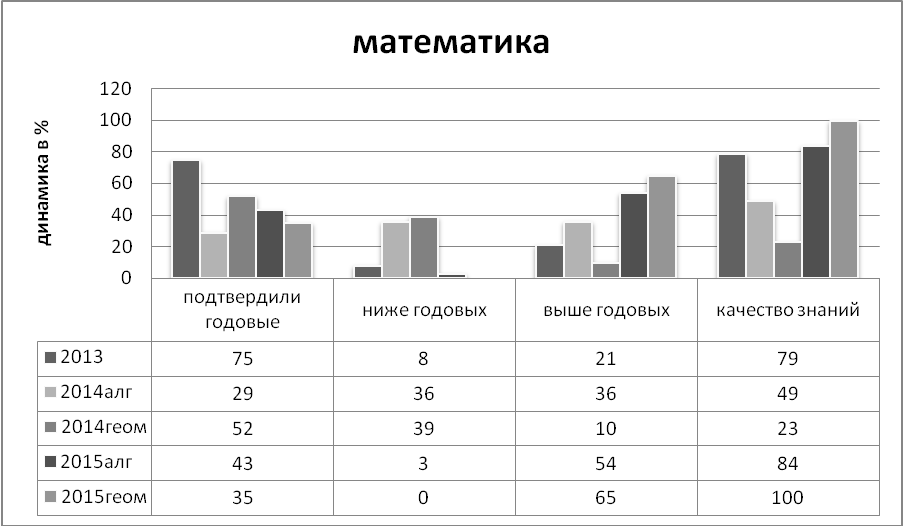 математика
динамика в %
120
100
80
60
40
20
0
подтвердили годовые ниже годовых выше годовых качество знаний
2013 75 8 21 79
2014алг 29 36 36 49
2014геом 52 39 10 23
2015алг 43 3 54 84
2015геом 35 0 65 100